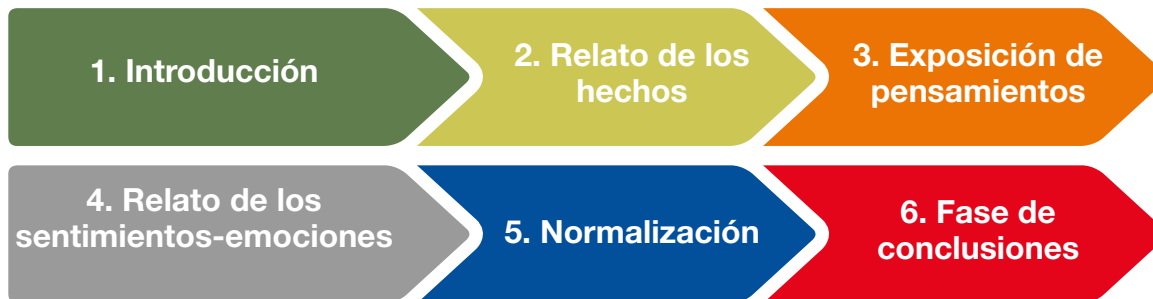 1. Introducción
2. Relato de los
hechos
3. Exposición de
pensamientos
4. Relato de los
sentimientos-emociones
5. Normalización
6. Fase de
conclusiones